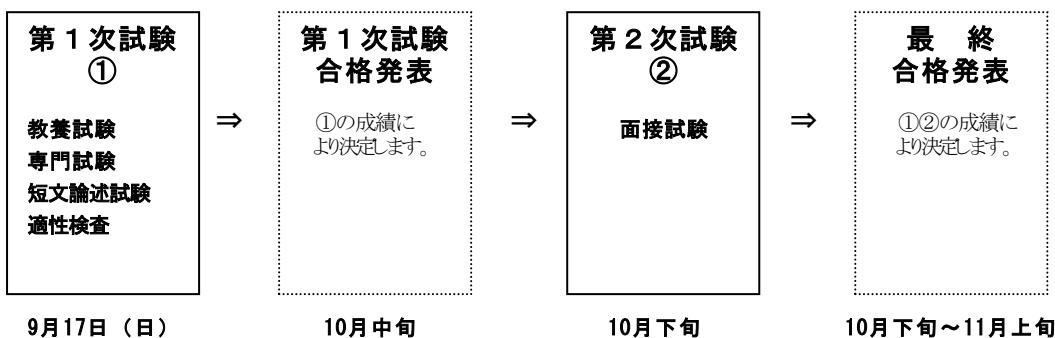 第１次試験
①
教養試験
専門試験
短文論述試験
適性検査
9月17日（日）
⇒
第１次試験
合格発表
①の成績に
より決定します。
10月中旬
⇒
第２次試験
②
面接試験
10月下旬
⇒
最　終
合格発表
①②の成績に
より決定します。
10月下旬～11月上旬